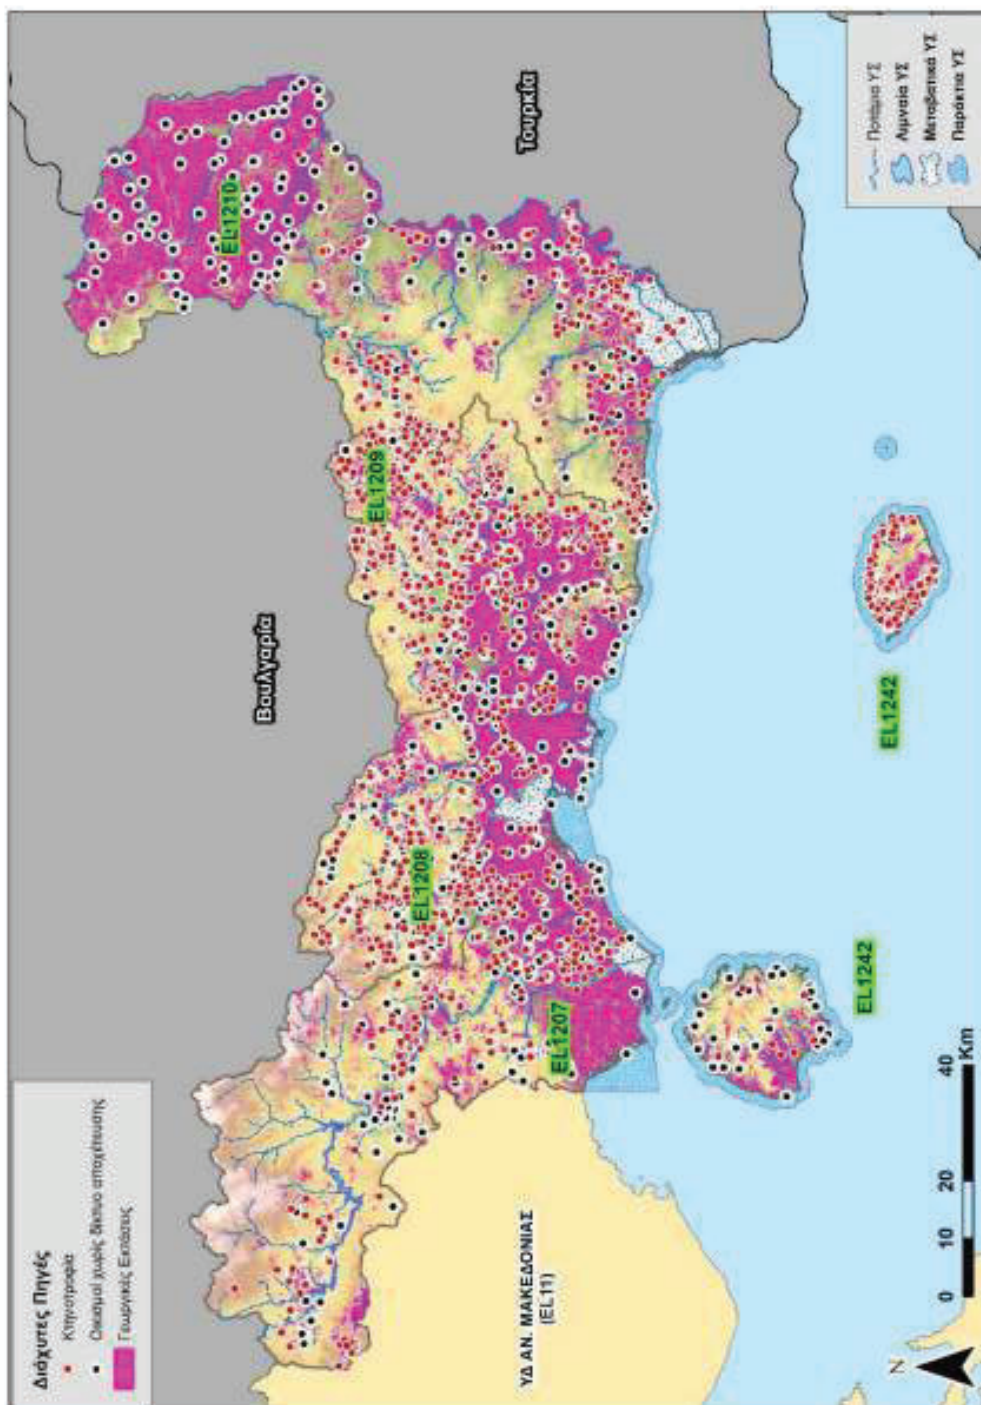 Διάχυτες Πηγές
Κτηνοτροφία
Οικισμοί χωρίς δίκτυο αποχέτευσης
Γεωργικές Εκτάσεις
Βουλγαρία
Τουρκία
EL1210
EL1209
EL1208
EL1207
EL1242
EL1242
ΥΔ ΑΝ. ΜΑΚΕΔΟΝΙΑΣ
(EL11)
N
0 10 20 40
Km
Ποτάμια ΥΣ
Λιμναία ΥΣ
Μεταβατικά ΥΣ
Παράκτια ΥΣ